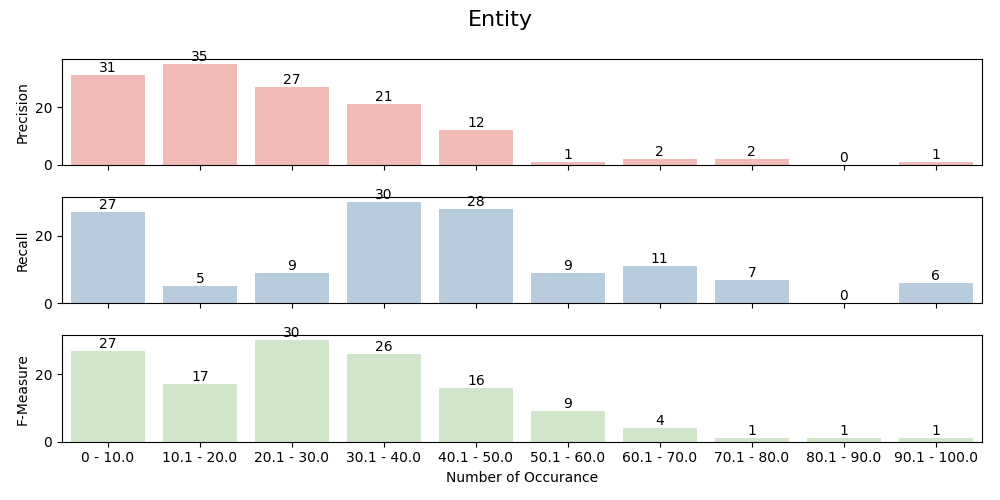 Entity
31 35 27 21 12 1 2 2 0 1
Precision
20
0
27 5 9 30 28 9 11 7 0 6
Recall
20
0
27 17 30 26 16 9 4 1 1 1
F-Measure
20
0
0 - 10.0 10.1 - 20.0 20.1 - 30.0 30.1 - 40.0 40.1 - 50.0 50.1 - 60.0 60.1 - 70.0 70.1 - 80.0 80.1 - 90.0 90.1 - 100.0
Number of Occurance